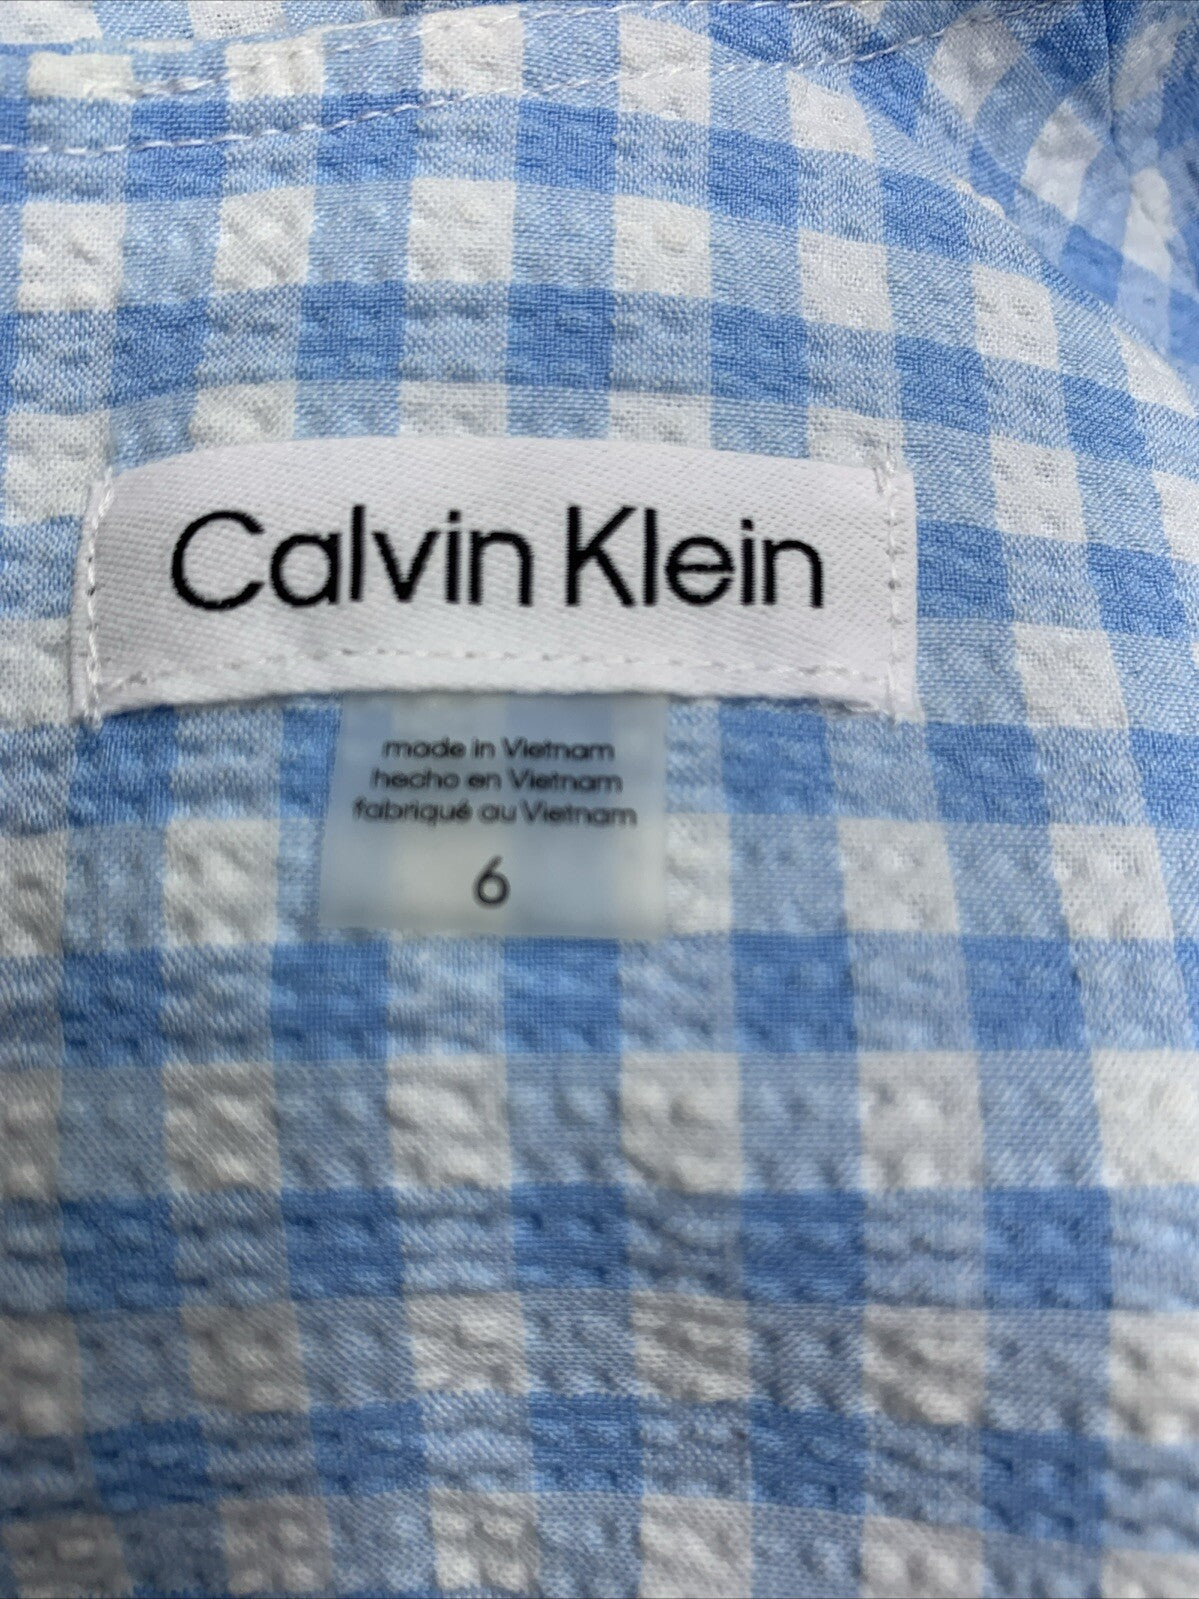 Calvin Klein
made in Vietnam
hecho en Vietnam
fabriqué au Vietnam
6